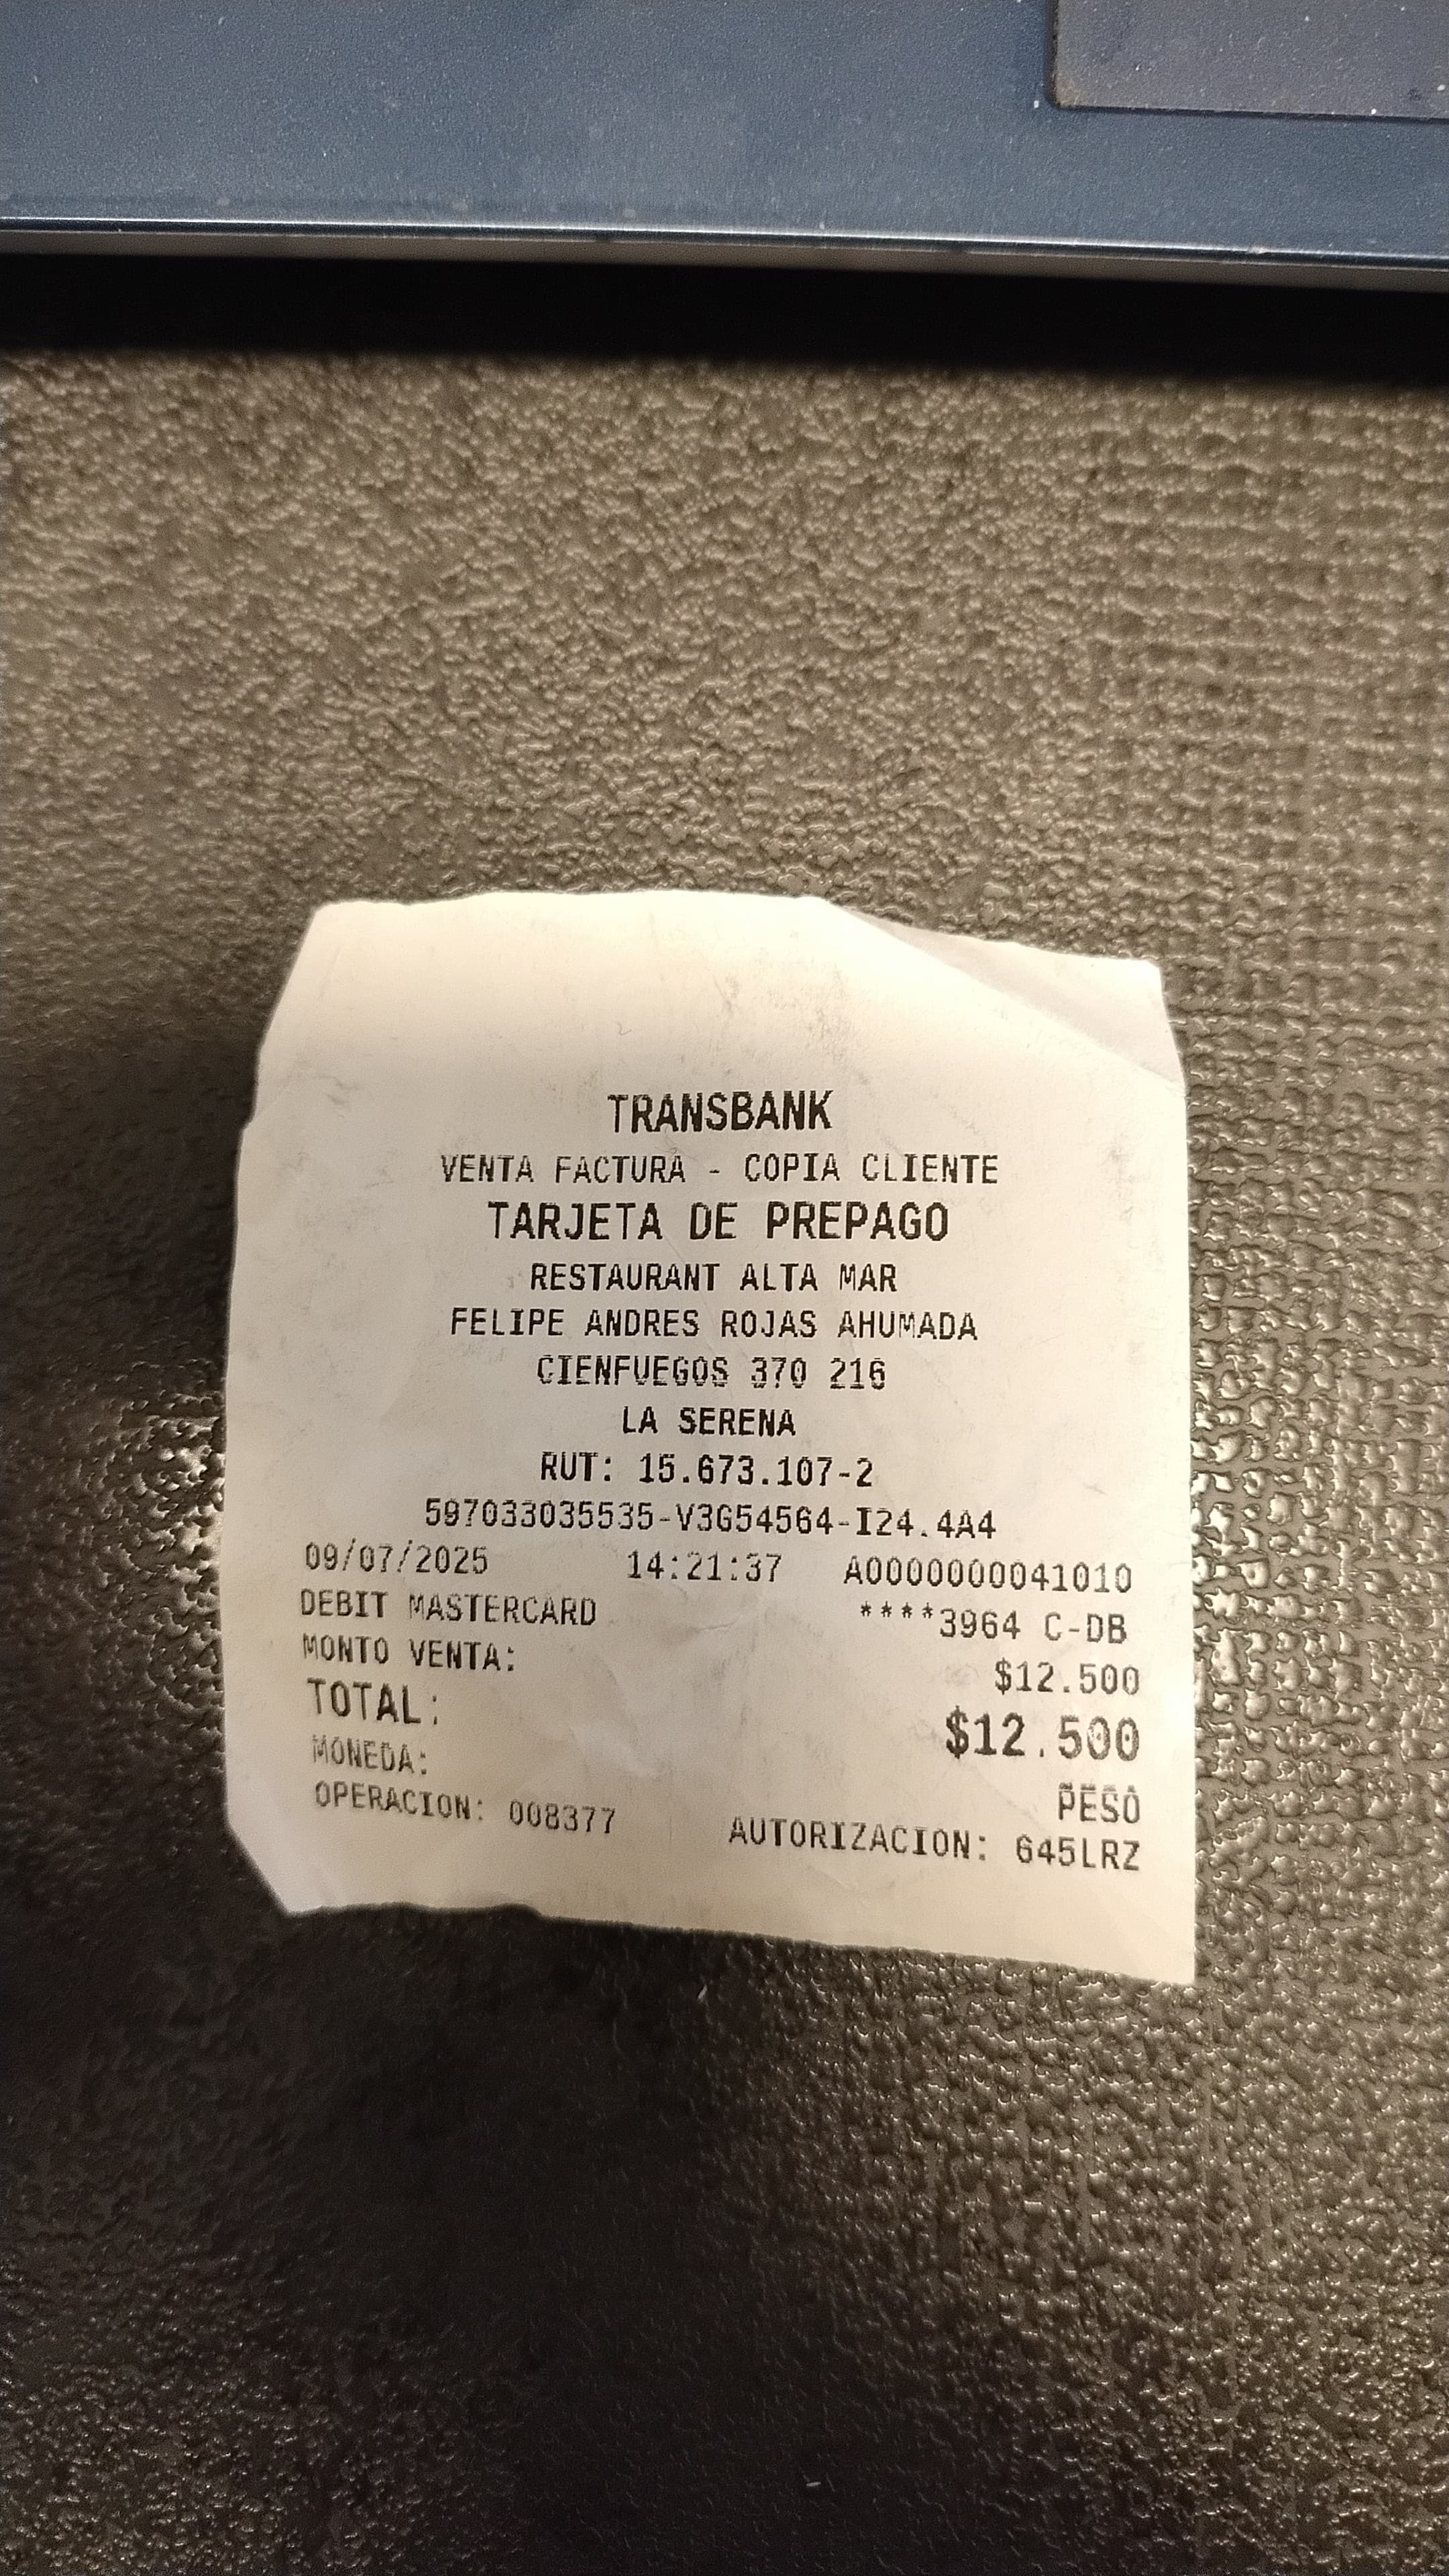 TRANSBANK
VENTA FACTURA - COPIA CLIENTE
TARJETA DE PREPAGO
RESTAURANT ALTA MAR
FELIPE ANDRES ROJAS AHUMADA
CIENFUEGOS 370 216
LA SERENA
RUT: 15.673.107-2
597033035535-V3G54564-I24.4A4
09/07/2025 14:21:37 A0000000041010
DEBIT MASTERCARD ****3964 C-DB
MONTO VENTA: $12.500
TOTAL: $12.500
MONEDA: PESO
OPERACION: 008377 AUTORIZACION: 645LRZ